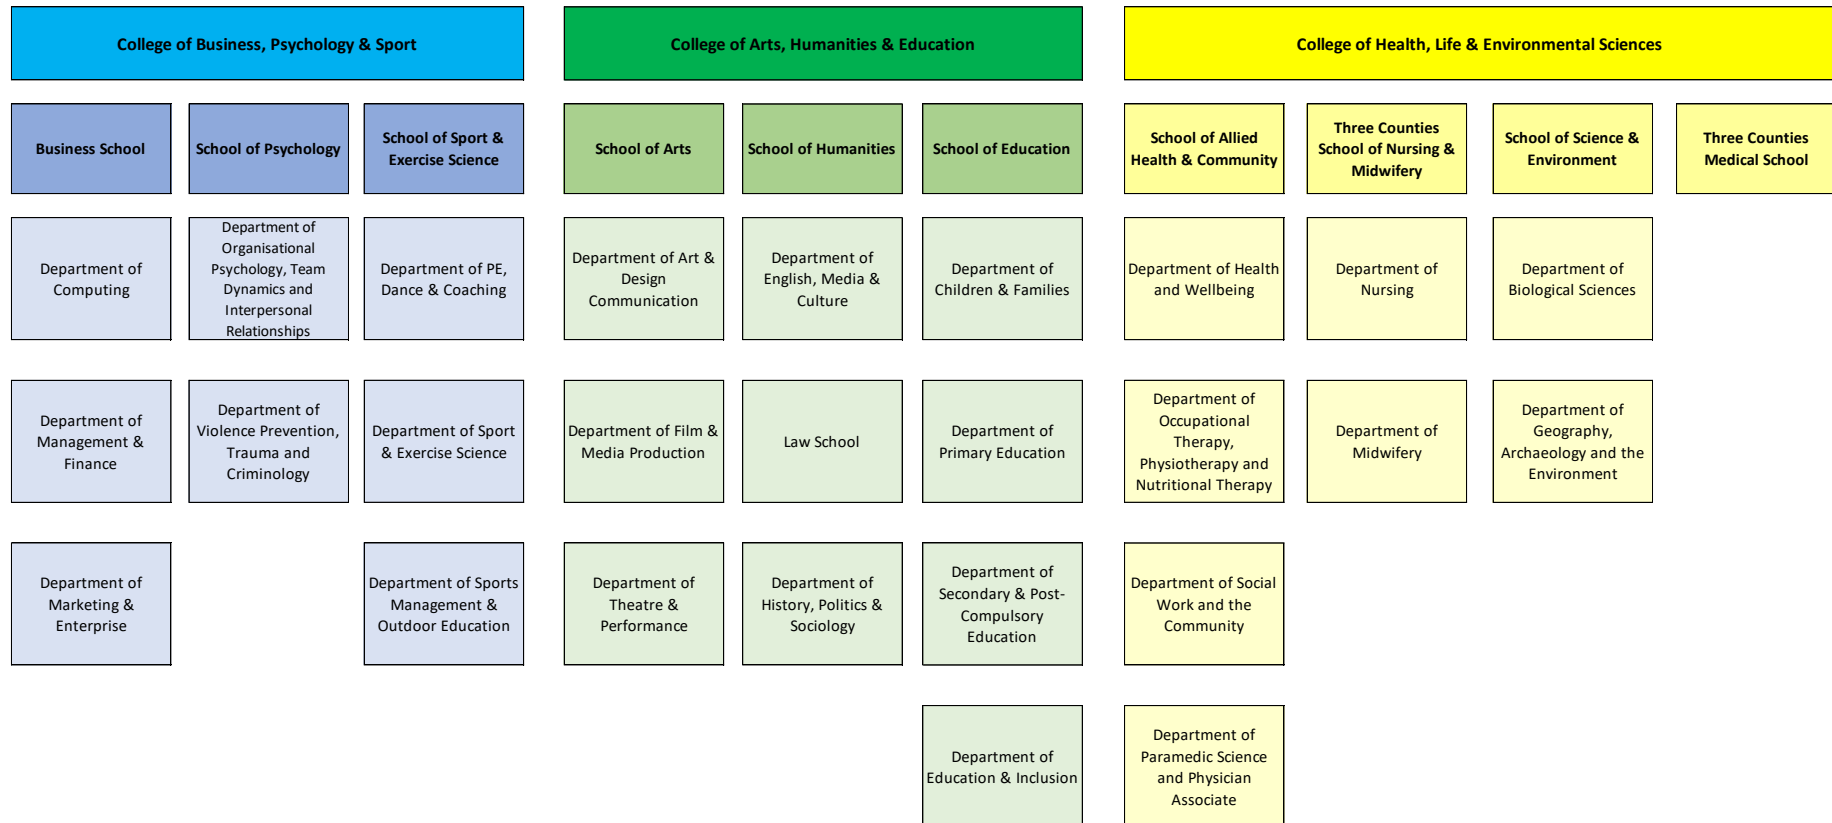 College of Business, Psychology & Sport
College of Arts, Humanities & Education
College of Health, Life & Environmental Sciences
Business School
School of Psychology
School of Sport &
Exercise Science
School of Arts
School of Humanities
School of Education
School of Allied
Health & Community
Three Counties
School of Nursing &
Midwifery
School of Science &
Environment
Three Counties
Medical School
Department of
Computing
Department of
Organisational
Psychology, Team
Dynamics and
Interpersonal
Relationships
Department of PE,
Dance & Coaching
Department of Art &
Design
Communication
Department of
English, Media &
Culture
Department of
Children & Families
Department of Health
and Wellbeing
Department of
Nursing
Department of
Biological Sciences
Department of
Management &
Finance
Department of
Violence Prevention,
Trauma and
Criminology
Department of Sport
& Exercise Science
Department of Film &
Media Production
Law School
Department of
Primary Education
Department of
Occupational
Therapy,
Physiotherapy and
Nutritional Therapy
Department of
Midwifery
Department of
Geography,
Archaeology and the
Environment
Department of
Marketing &
Enterprise
Department of Sports
Management &
Outdoor Education
Department of
Theatre &
Performance
Department of
History, Politics &
Sociology
Department of
Secondary & Post-
Compulsory
Education
Department of Social
Work and the
Community
Department of
Education & Inclusion
Department of
Paramedic Science
and Physician
Associate